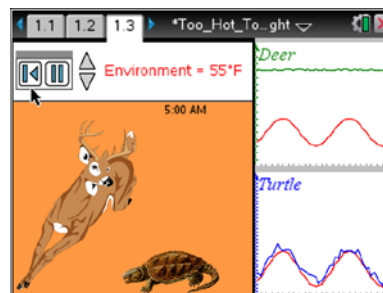 1.1 1.2 1.3 *Too_Hot_To...ght
Environment = 55°F
5:00 AM
Deer
Turtle